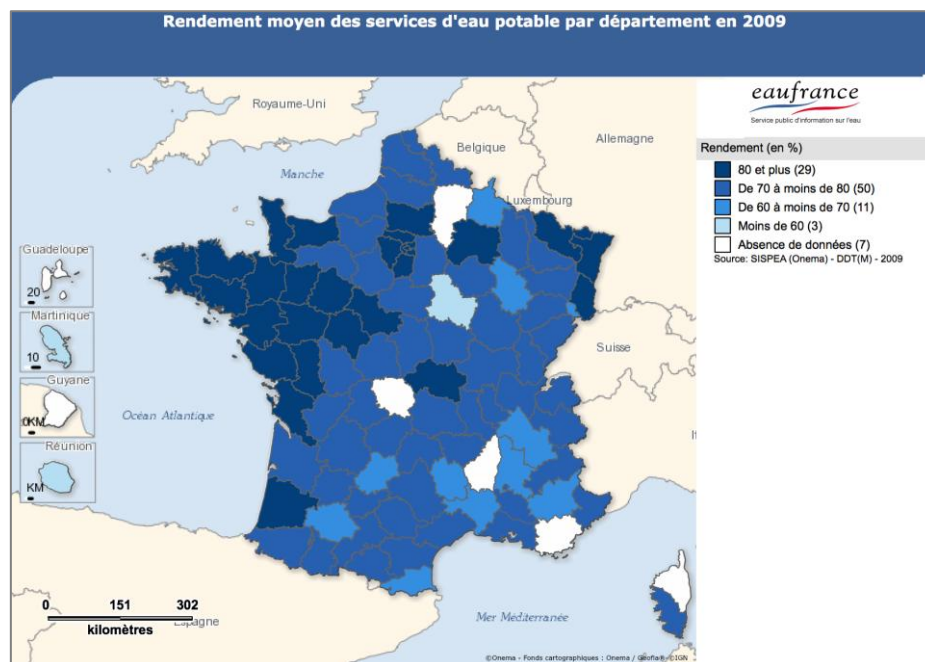 Rendement moyen des services d'eau potable par département en 2009
eaufrance
Service public d'information sur l'eau
Rendement (en %)
80 et plus (29)
De 70 à moins de 80 (50)
De 60 à moins de 70 (11)
Moins de 60 (3)
Absence de données (7)
Source: SISPEA (Onema) - DDT(M) - 2009
Royaume-Uni
Belgique
Allemagne
Manche
Luxembourg
Guadeloupe
20
Martinique
10
Suisse
Guyane
0KM
Océan Atlantique
Réunion
KM
0 151 302
kilomètres
Espagne
Mer Méditerranée
©Onema - Fonds cartographiques : Onema / Géofla® ©IGN